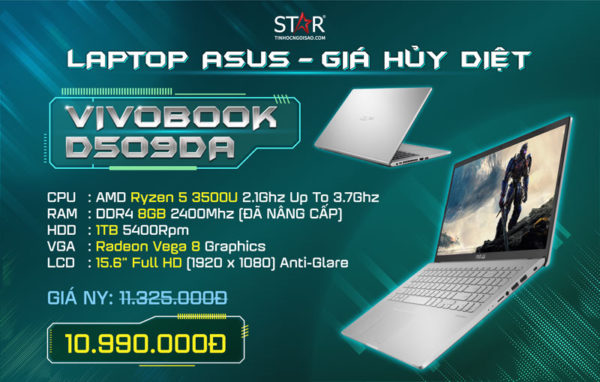 STAR
TINHOCNGOISAO.COM
LAPTOP ASUS - GIÁ HỦY DIỆT
VIVOBOOK
D509DA
CPU : AMD Ryzen 5 3500U 2.1Ghz Up To 3.7Ghz
RAM : DDR4 8GB 2400Mhz (ĐÃ NÂNG CẤP)
HDD : 1TB 5400Rpm
VGA : Radeon Vega 8 Graphics
LCD : 15.6" Full HD (1920 x 1080) Anti-Glare
GIÁ NY: 11.325.000Đ
10.990.000Đ